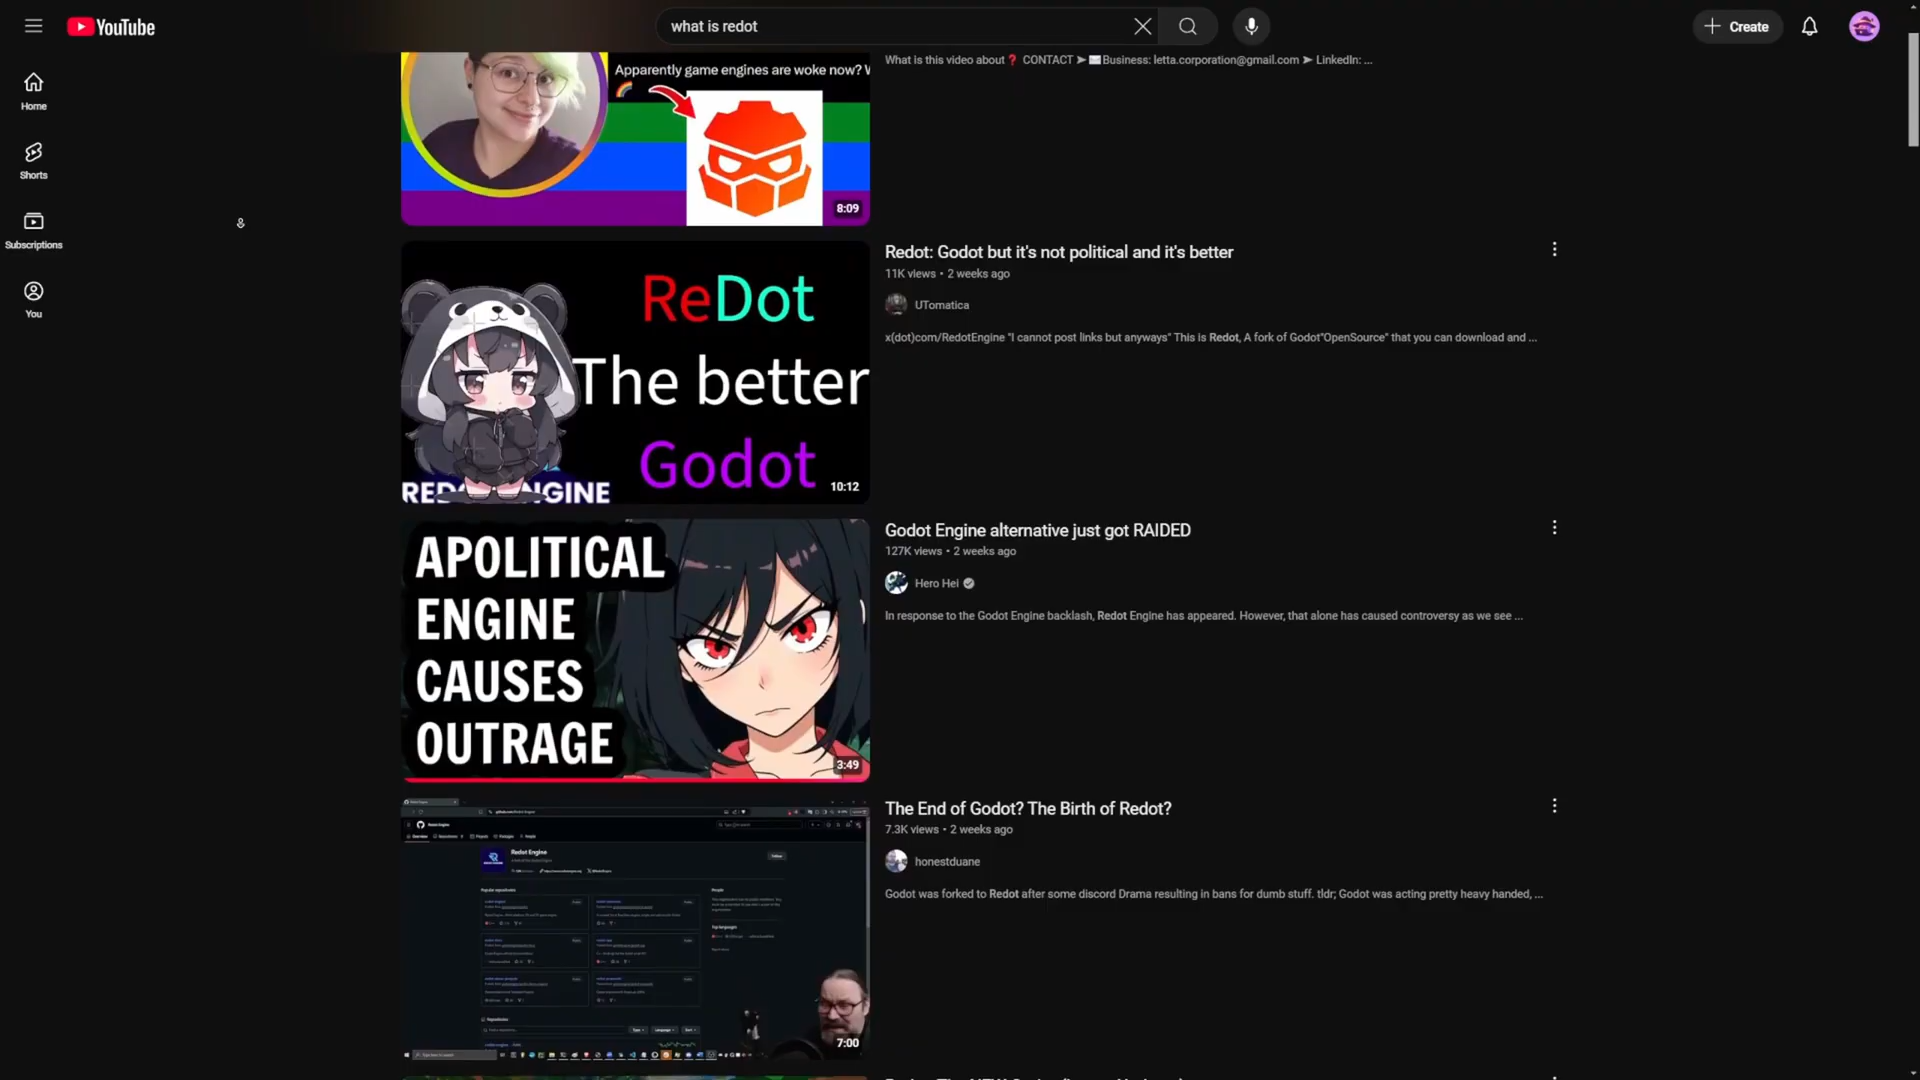 YouTube
what is redot
Create
Home
Shorts
Subscriptions
You
Apparently game engines are woke now? W
8:09
What is this video about❓ CONTACT ➤ ✉Business: letta.corporation@gmail.com ➤ LinkedIn: ...
ReDot
The better
Godot
10:12
Redot: Godot but it's not political and it's better
11K views • 2 weeks ago
UTomatica
x(dot)com/RedotEngine "I cannot post links but anyways" This is Redot, A fork of Godot"OpenSource" that you can download and ...
APOLITICAL
ENGINE
CAUSES
OUTRAGE
3:49
Godot Engine alternative just got RAIDED
127K views • 2 weeks ago
Hero Hei
In response to the Godot Engine backlash, Redot Engine has appeared. However, that alone has caused controversy as we see ...
Redot Engine
7:00
The End of Godot? The Birth of Redot?
7.3K views • 2 weeks ago
honestduane
Godot was forked to Redot after some discord Drama resulting in bans for dumb stuff. tldr; Godot was acting pretty heavy handed, ...